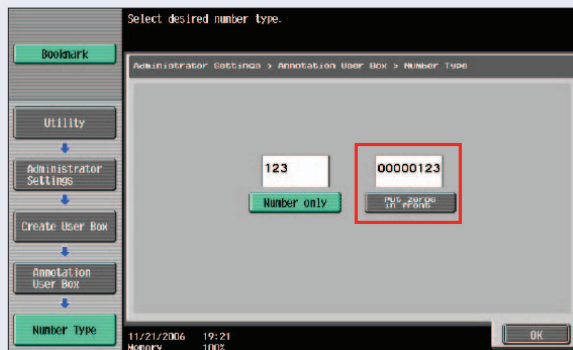 Select desired number type.
Bookmark
Administrator Settings > Annotation User Box > Number Type
Utility
Administrator
Settings
Create User Box
Annotation
User Box
Number Type
123
Number only
00000123
Put zeros
in front
11/21/2006 19:21
Memory 100%
OK